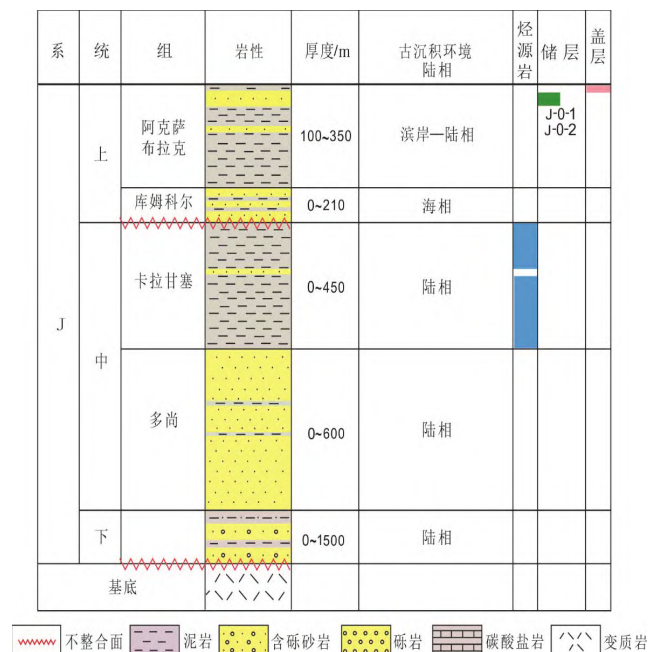 系 统 组 岩性 厚度/m 古沉积环境 陆相 烃源岩 储层 盖层
J
上
阿克萨
布拉克
100~350
滨岸—陆相
J-0-1
J-0-2
库姆科尔 0~210 海相
中
卡拉甘塞 0~450 陆相
多尚 0~600 陆相
下 0~1500 陆相
基底
不整合面 泥岩 含砾砂岩 砾岩 碳酸盐岩 变质岩